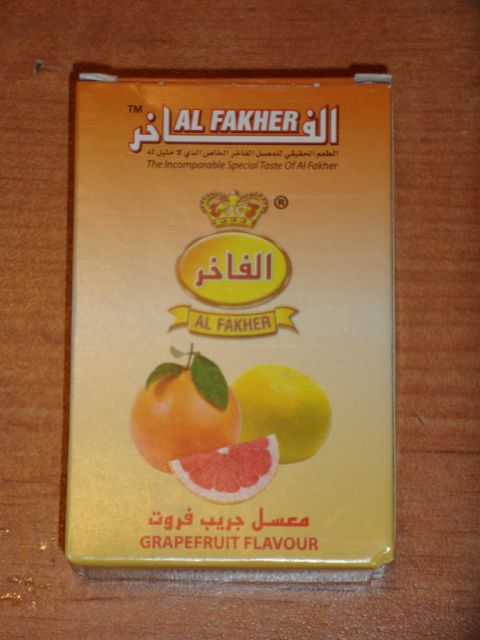 ™ الفاخر AL FAKHER
الطعم الحقيقي للمعسل الفاخر الخاص الذي لا مثيل له
The Incomparable Special Taste Of Al Fakher
®
الفاخر
AL FAKHER
معسل جريب فروت
GRAPEFRUIT FLAVOUR